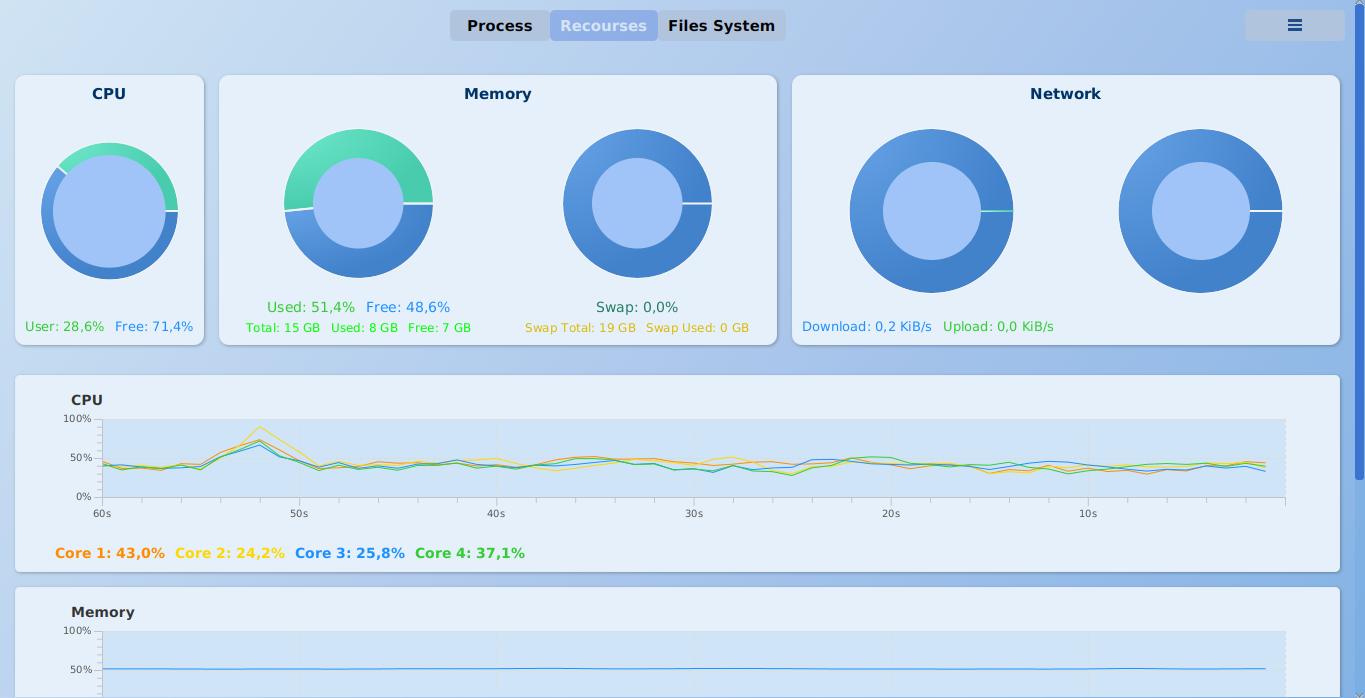 Process Recourses Files System
CPU
Memory
Network
User: 28,6% Free: 71,4%
Used: 51,4% Free: 48,6%
Total: 15 GB Used: 8 GB Free: 7 GB
Swap: 0,0%
Swap Total: 19 GB Swap Used: 0 GB
Download: 0,2 KiB/s Upload: 0,0 KiB/s
CPU
100%
50%
0%
60s 50s 40s 30s 20s 10s
Core 1: 43,0% Core 2: 24,2% Core 3: 25,8% Core 4: 37,1%
Memory
100%
50%